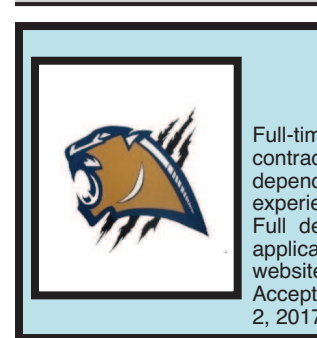 Full-tim
contrac
depend
experie
Full de
applica
website
Accept
2, 2017